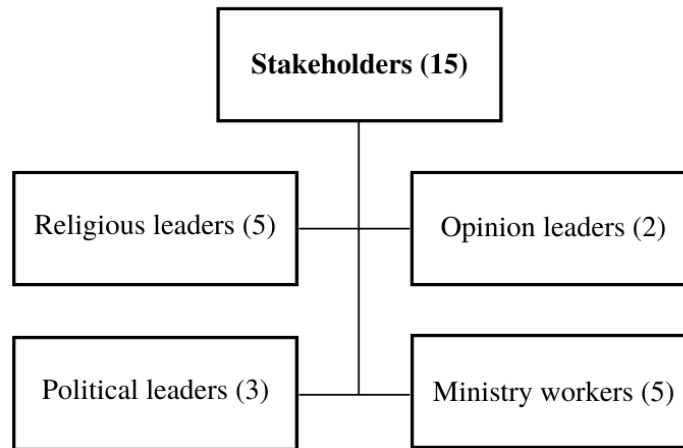 Stakeholders (15)
Religious leaders (5)
Opinion leaders (2)
Political leaders (3)
Ministry workers (5)